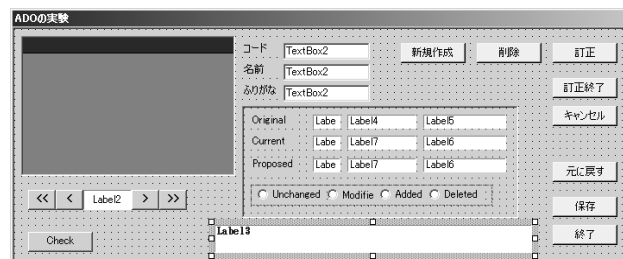 ADOの実験
コード TextBox2 新規作成 削除 訂正
名前 TextBox2
ふりがな TextBox2 訂正終了
Original Labe Label4 Label5 キャンセル
Current Labe Label7 Label6
Proposed Labe Label7 Label6 元に戻す
<< < Label2 > >> Unchanged Modifie Added Deleted 保存
Check Label3 終了